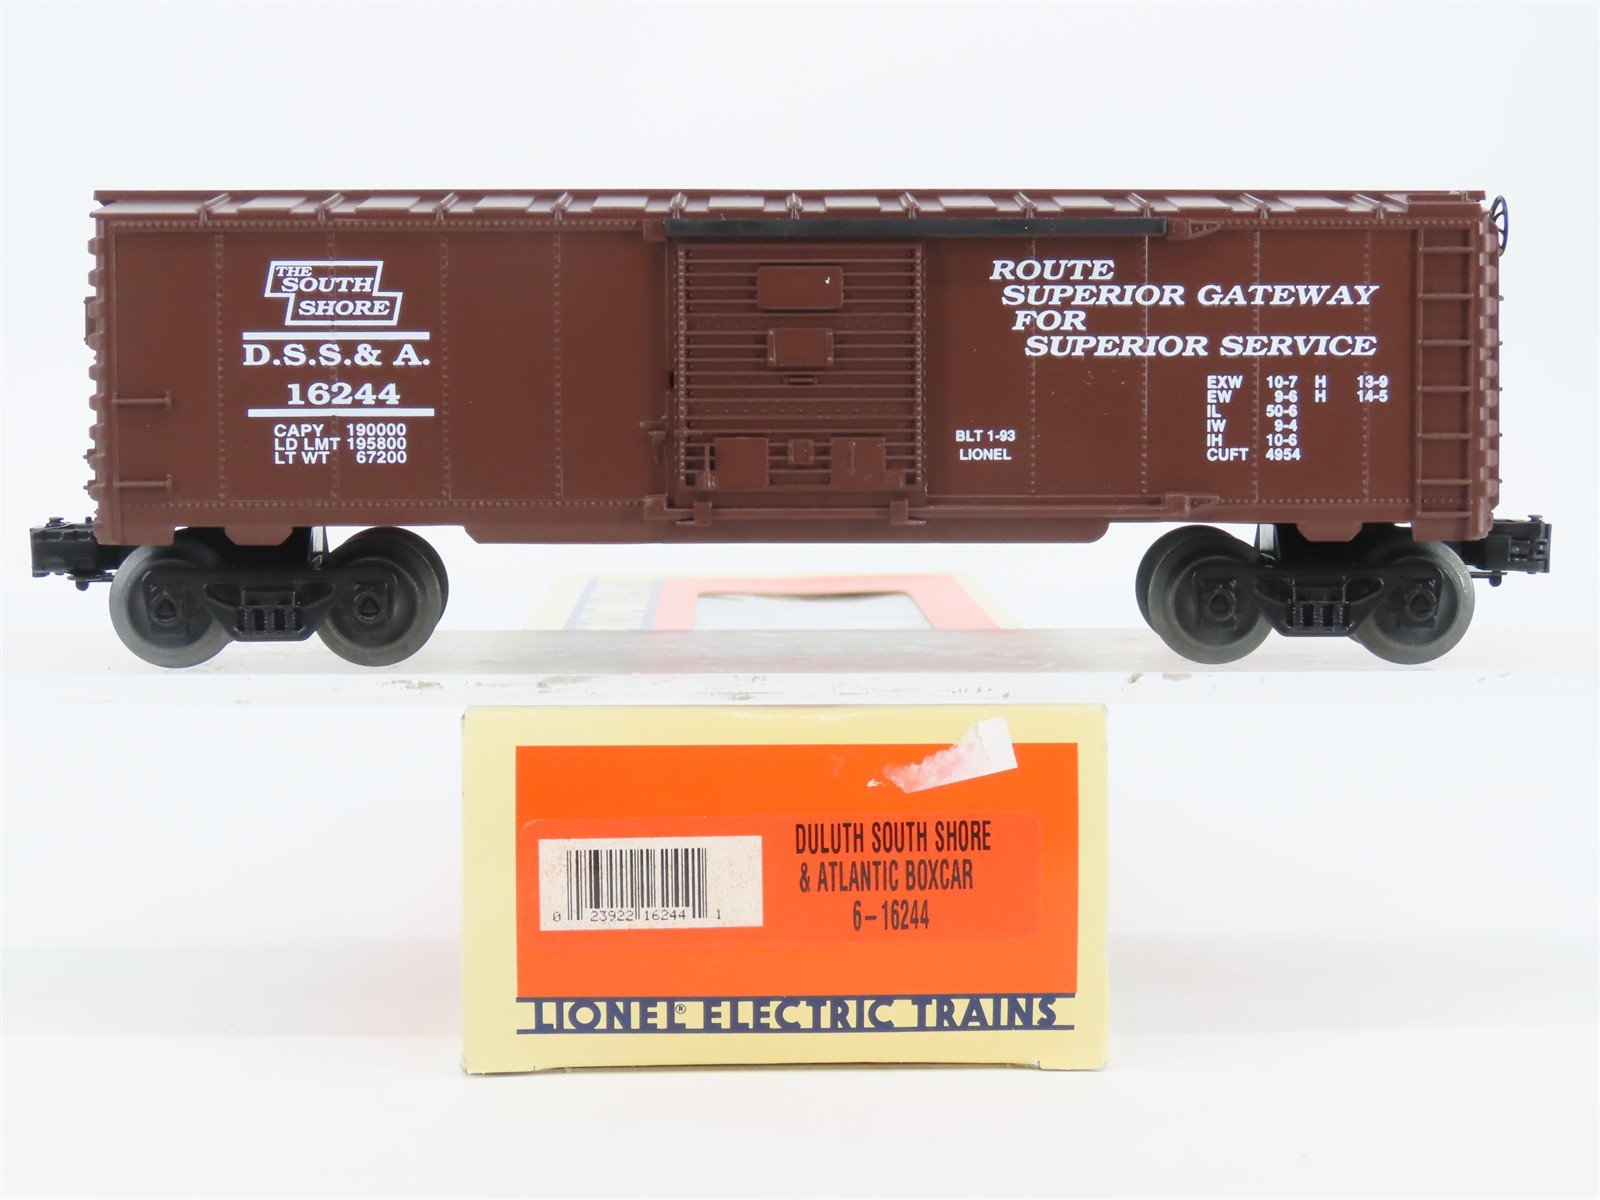 THE
SOUTH
SHORE
D.S.S.& A.
16244
CAPY 190000
LD LMT 195800
LT WT 67200
ROUTE
SUPERIOR GATEWAY
FOR
SUPERIOR SERVICE
EXW 10-7 H 13-9
EW 9-6 H 14-5
IL 50-6
IW 9-4
IH 10-6
CUFT 4954
BLT 1-93
LIONEL
DULUTH SOUTH SHORE
& ATLANTIC BOXCAR
6-16244
0 23922 16244 1
LIONEL® ELECTRIC TRAINS